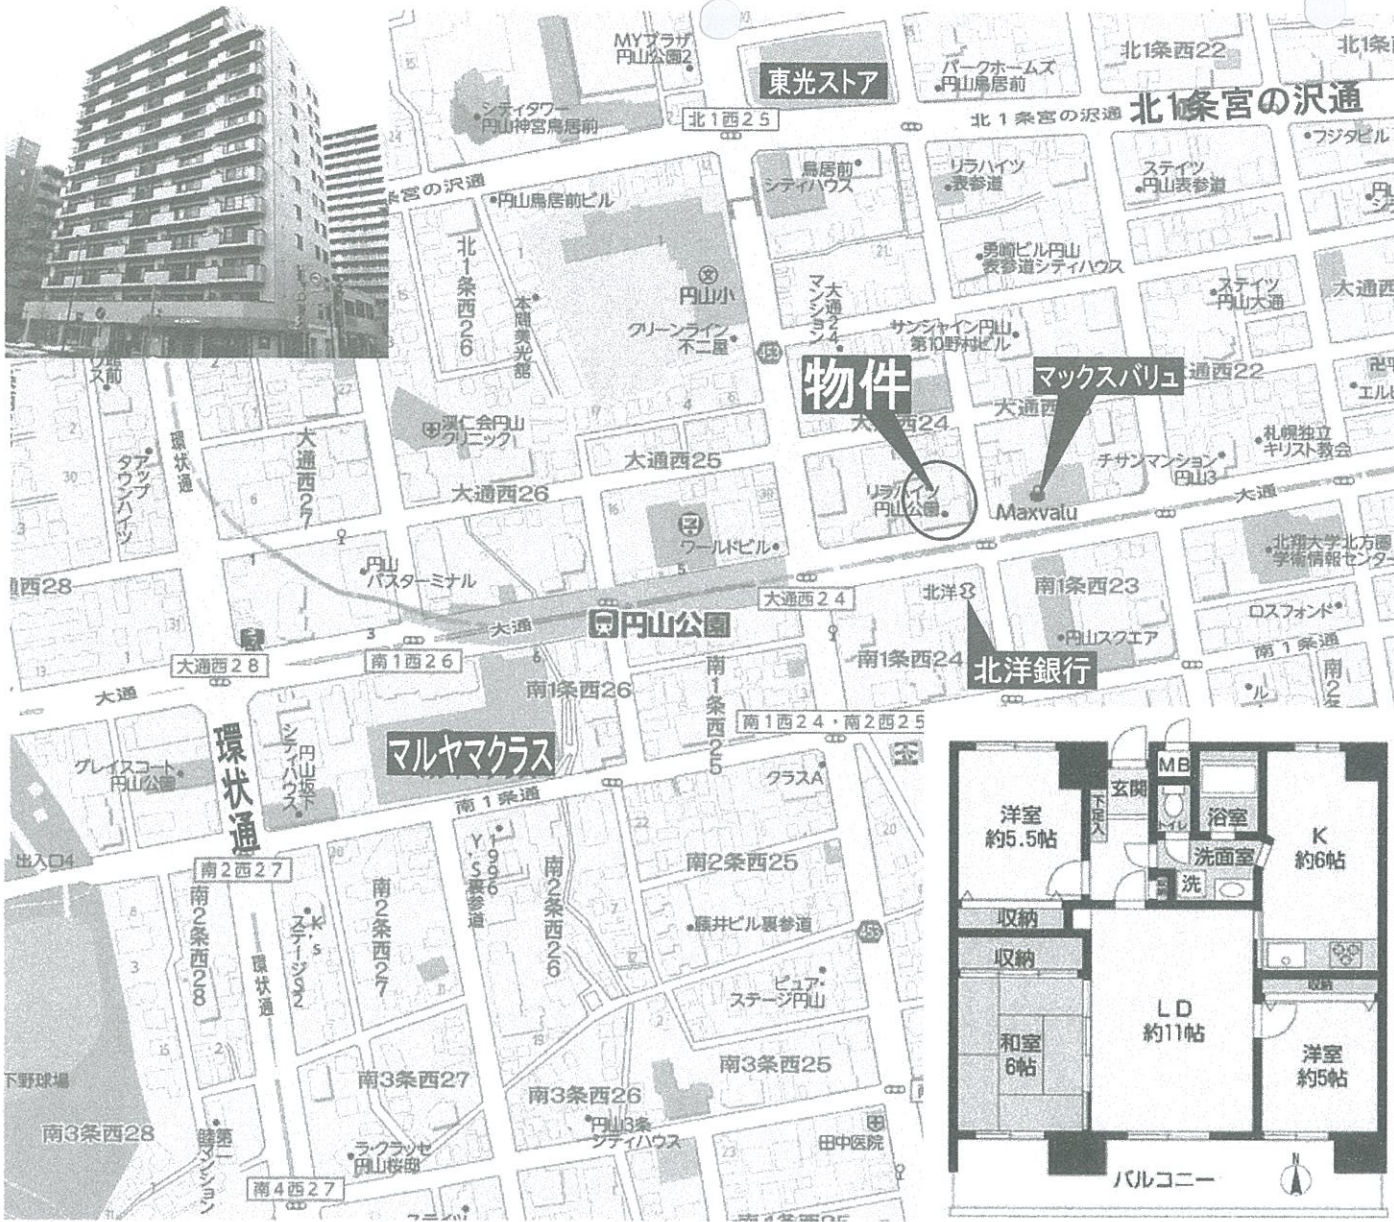 MYプラザ
円山公園2
東光ストア
パークホームズ
円山鳥居前
北1条西22
シティタワー
円山神宮鳥居前
北1西25
北1条宮の沢通
北1条宮の沢通
フジタビル
鳥居前
シティハウス
リラハイツ
表参道
ステイツ
円山表参道
条宮の沢通
円山鳥居前ビル
北1条西26
本間美光舘
円山小
グリーンライン
不二屋
大通24
マンション
勇崎ビル円山
表参道シティハウス
ステイツ
円山大通
大通西
サンシャイン円山
第10野村ビル
物件
マックスバリュ
大通西22
大通西24
渓仁会円山
クリニック
大通西25
大通西26
大通西27
環状通
アップ
タウンハイツ
チサンマンション
円山3
札幌独立
キリスト教会
リラハイツ
円山公園
Maxvalu
大通
ワールドビル
円山
バスターミナル
北翔大学北方圏
学術情報センター
西28
大通西24
北洋
南1条西23
ロスフォンド
円山公園
大通
円山スクエア
南1条通
大通西28
南1西26
南1条西24
北洋銀行
大通
南1条西26
南1条西25
南1西24・南2西25
環状通
円山坂下
シティハウス
マルヤマクラス
グレイスコート
円山公園
クラスA
南1条通
出入口4
南2西27
1996
Y'S裏参道
南2条西25
南2条西28
K's
ステージS2
南2条西27
南2条西26
藤井ビル裏参道
環状通
ピュア
ステージ円山
下野球場
南3条西27
南3条西26
南3条西25
南3条西28
円山3条
シティハウス
田中医院
ラ・クラッセ
円山桜邸
南4西27
ステイツ
MB
玄関
下足入
トイレ
浴室
洋室
約5.5帖
K
約6帖
洗面室
洗
収納
収納
収納
LD
約11帖
和室
6帖
洋室
約5帖
バルコニー
N